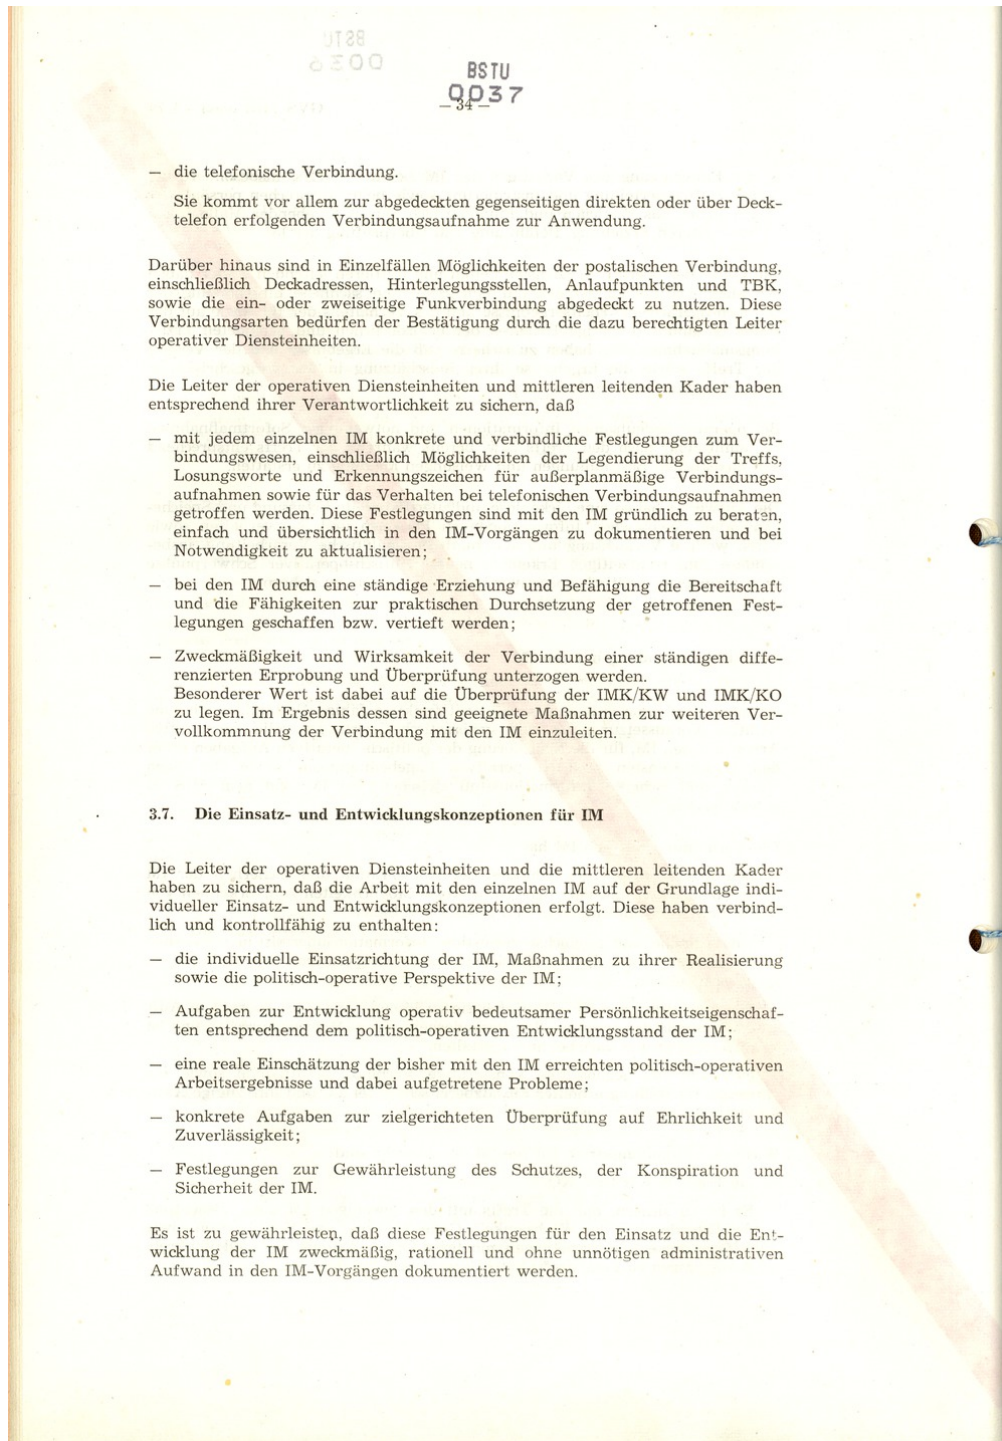 BSTU
0036
BSTU
0037
— 34 —
— die telefonische Verbindung.
Sie kommt vor allem zur abgedeckten gegenseitigen direkten oder über Deck-
telefon erfolgenden Verbindungsaufnahme zur Anwendung.
Darüber hinaus sind in Einzelfällen Möglichkeiten der postalischen Verbindung,
einschließlich Deckadressen, Hinterlegungsstellen, Anlaufpunkten und TBK,
sowie die ein- oder zweiseitige Funkverbindung abgedeckt zu nutzen. Diese
Verbindungsarten bedürfen der Bestätigung durch die dazu berechtigten Leiter
operativer Diensteinheiten.
Die Leiter der operativen Diensteinheiten und mittleren leitenden Kader haben
entsprechend ihrer Verantwortlichkeit zu sichern, daß
— mit jedem einzelnen IM konkrete und verbindliche Festlegungen zum Ver-
bindungswesen, einschließlich Möglichkeiten der Legendierung der Treffs,
Losungsworte und Erkennungszeichen für außerplanmäßige Verbindungs-
aufnahmen sowie für das Verhalten bei telefonischen Verbindungsaufnahmen
getroffen werden. Diese Festlegungen sind mit den IM gründlich zu beraten,
einfach und übersichtlich in den IM-Vorgängen zu dokumentieren und bei
Notwendigkeit zu aktualisieren;
— bei den IM durch eine ständige Erziehung und Befähigung die Bereitschaft
und die Fähigkeiten zur praktischen Durchsetzung der getroffenen Fest-
legungen geschaffen bzw. vertieft werden;
— Zweckmäßigkeit und Wirksamkeit der Verbindung einer ständigen diffe-
renzierten Erprobung und Überprüfung unterzogen werden.
Besonderer Wert ist dabei auf die Überprüfung der IMK/KW und IMK/KO
zu legen. Im Ergebnis dessen sind geeignete Maßnahmen zur weiteren Ver-
vollkommnung der Verbindung mit den IM einzuleiten.
3.7. Die Einsatz- und Entwicklungskonzeptionen für IM
Die Leiter der operativen Diensteinheiten und die mittleren leitenden Kader
haben zu sichern, daß die Arbeit mit den einzelnen IM auf der Grundlage indi-
vidueller Einsatz- und Entwicklungskonzeptionen erfolgt. Diese haben verbind-
lich und kontrollfähig zu enthalten:
— die individuelle Einsatzrichtung der IM, Maßnahmen zu ihrer Realisierung
sowie die politisch-operative Perspektive der IM;
— Aufgaben zur Entwicklung operativ bedeutsamer Persönlichkeitseigenschaf-
ten entsprechend dem politisch-operativen Entwicklungsstand der IM;
— eine reale Einschätzung der bisher mit den IM erreichten politisch-operativen
Arbeitsergebnisse und dabei aufgetretene Probleme;
— konkrete Aufgaben zur zielgerichteten Überprüfung auf Ehrlichkeit und
Zuverlässigkeit;
— Festlegungen zur Gewährleistung des Schutzes, der Konspiration und
Sicherheit der IM.
Es ist zu gewährleisten, daß diese Festlegungen für den Einsatz und die Ent-
wicklung der IM zweckmäßig, rationell und ohne unnötigen administrativen
Aufwand in den IM-Vorgängen dokumentiert werden.